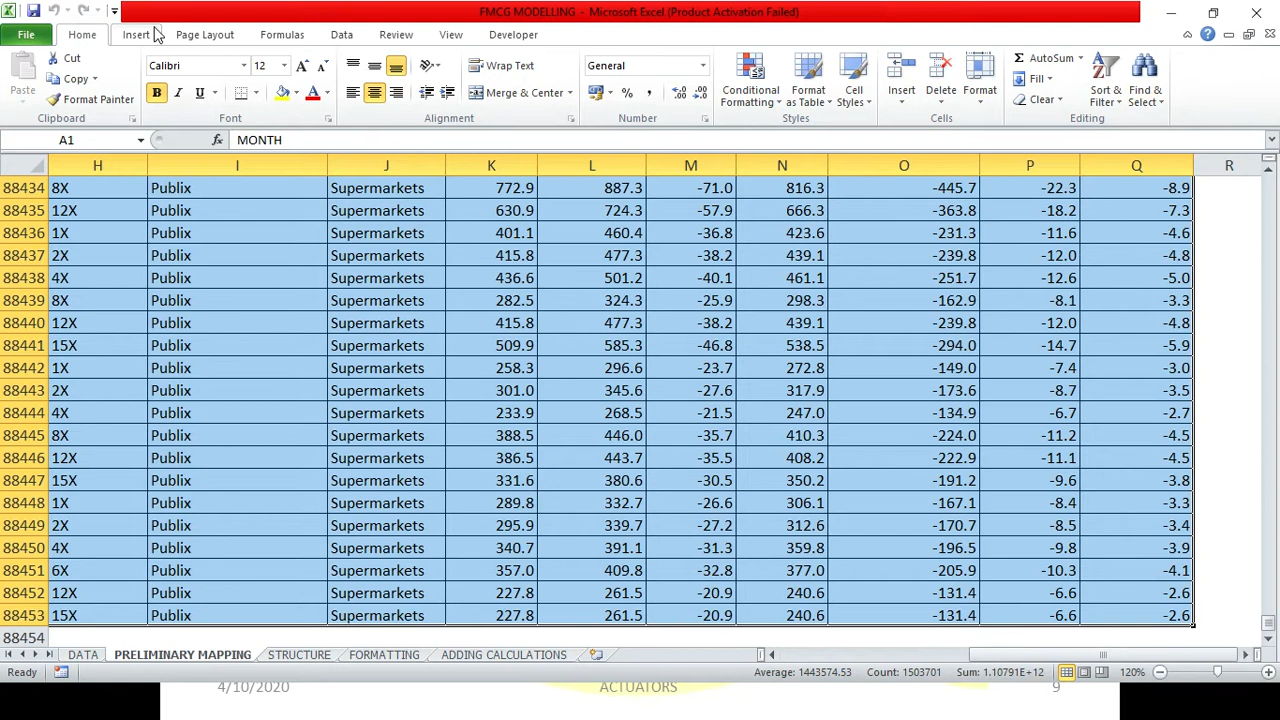 FMCG MODELLING - Microsoft Excel (Product Activation Failed)
File Home Insert Page Layout Formulas Data Review View Developer
Paste Cut Copy Format Painter Clipboard
Calibri 12 B I U A Font
Wrap Text Merge & Center Alignment
General % , Number
Conditional Formatting Format as Table Cell Styles Styles
Insert Delete Format Cells
Σ AutoSum Fill Clear Sort & Filter Find & Select Editing
A1 fx MONTH
H I J K L M N O P Q R
88434 8X Publix Supermarkets 772.9 887.3 -71.0 816.3 -445.7 -22.3 -8.9
88435 12X Publix Supermarkets 630.9 724.3 -57.9 666.3 -363.8 -18.2 -7.3
88436 1X Publix Supermarkets 401.1 460.4 -36.8 423.6 -231.3 -11.6 -4.6
88437 2X Publix Supermarkets 415.8 477.3 -38.2 439.1 -239.8 -12.0 -4.8
88438 4X Publix Supermarkets 436.6 501.2 -40.1 461.1 -251.7 -12.6 -5.0
88439 8X Publix Supermarkets 282.5 324.3 -25.9 298.3 -162.9 -8.1 -3.3
88440 12X Publix Supermarkets 415.8 477.3 -38.2 439.1 -239.8 -12.0 -4.8
88441 15X Publix Supermarkets 509.9 585.3 -46.8 538.5 -294.0 -14.7 -5.9
88442 1X Publix Supermarkets 258.3 296.6 -23.7 272.8 -149.0 -7.4 -3.0
88443 2X Publix Supermarkets 301.0 345.6 -27.6 317.9 -173.6 -8.7 -3.5
88444 4X Publix Supermarkets 233.9 268.5 -21.5 247.0 -134.9 -6.7 -2.7
88445 8X Publix Supermarkets 388.5 446.0 -35.7 410.3 -224.0 -11.2 -4.5
88446 12X Publix Supermarkets 386.5 443.7 -35.5 408.2 -222.9 -11.1 -4.5
88447 15X Publix Supermarkets 331.6 380.6 -30.5 350.2 -191.2 -9.6 -3.8
88448 1X Publix Supermarkets 289.8 332.7 -26.6 306.1 -167.1 -8.4 -3.3
88449 2X Publix Supermarkets 295.9 339.7 -27.2 312.6 -170.7 -8.5 -3.4
88450 4X Publix Supermarkets 340.7 391.1 -31.3 359.8 -196.5 -9.8 -3.9
88451 6X Publix Supermarkets 357.0 409.8 -32.8 377.0 -205.9 -10.3 -4.1
88452 12X Publix Supermarkets 227.8 261.5 -20.9 240.6 -131.4 -6.6 -2.6
88453 15X Publix Supermarkets 227.8 261.5 -20.9 240.6 -131.4 -6.6 -2.6
88454
DATA PRELIMINARY MAPPING STRUCTURE FORMATTING ADDING CALCULATIONS
Ready Average: 1443574.53 Count: 1503701 Sum: 1.10791E+12 120%
4/10/2020 ACTUATORS 9